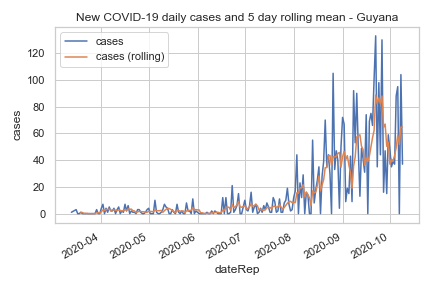 New COVID-19 daily cases and 5 day rolling mean - Guyana
cases
cases (rolling)
120
100
80
60
40
20
0
cases
2020-04
2020-05
2020-06
2020-07
2020-08
2020-09
2020-10
dateRep